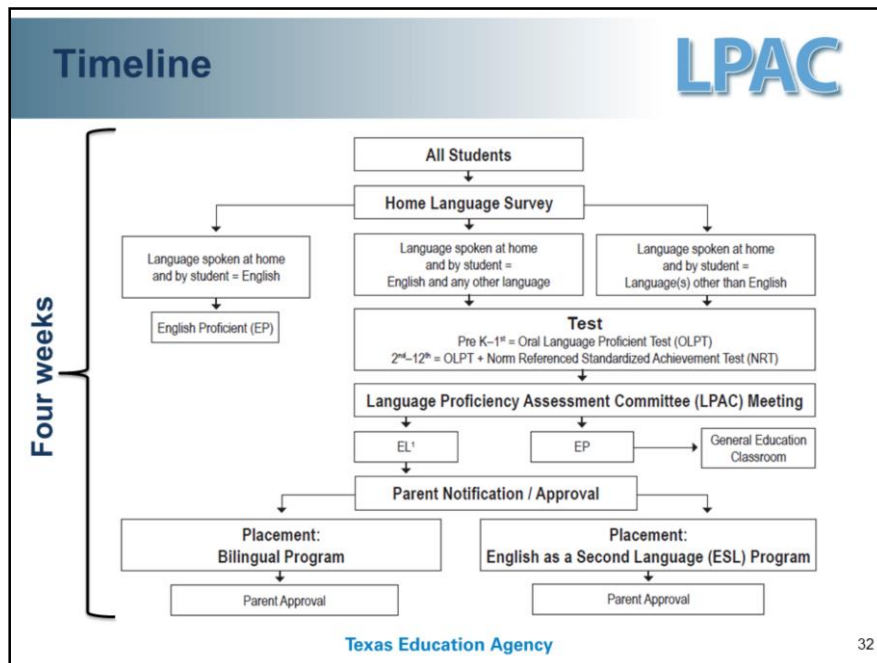 Timeline
LPAC
Four weeks
All Students
Home Language Survey
Language spoken at home
and by student = English
Language spoken at home
and by student =
English and any other language
Language spoken at home
and by student =
Language(s) other than English
English Proficient (EP)
Test
Pre K–1ˢᵗ = Oral Language Proficient Test (OLPT)
2ⁿᵈ–12ᵗʰ = OLPT + Norm Referenced Standardized Achievement Test (NRT)
Language Proficiency Assessment Committee (LPAC) Meeting
EL¹
EP
General Education
Classroom
Parent Notification / Approval
Placement:
Bilingual Program
Placement:
English as a Second Language (ESL) Program
Parent Approval
Parent Approval
Texas Education Agency
32